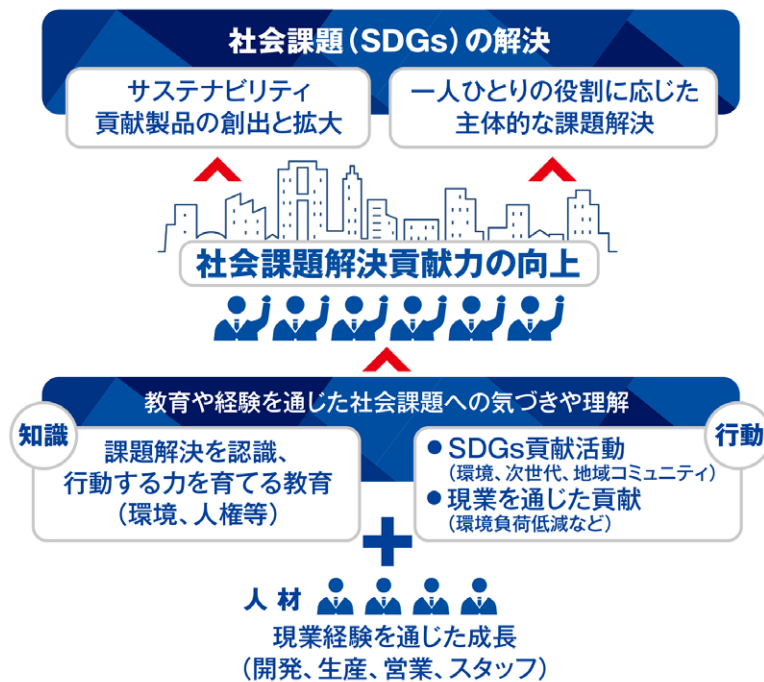 社会課題（SDGs）の解決
サステナビリティ
貢献製品の創出と拡大
一人ひとりの役割に応じた
主体的な課題解決
社会課題解決貢献力の向上
教育や経験を通じた社会課題への気づきや理解
知識
課題解決を認識、
行動する力を育てる教育
（環境、人権等）
行動
● SDGs貢献活動
（環境、次世代、地域コミュニティ）
● 現業を通じた貢献
（環境負荷低減など）
人材
現業経験を通じた成長
（開発、生産、営業、スタッフ）